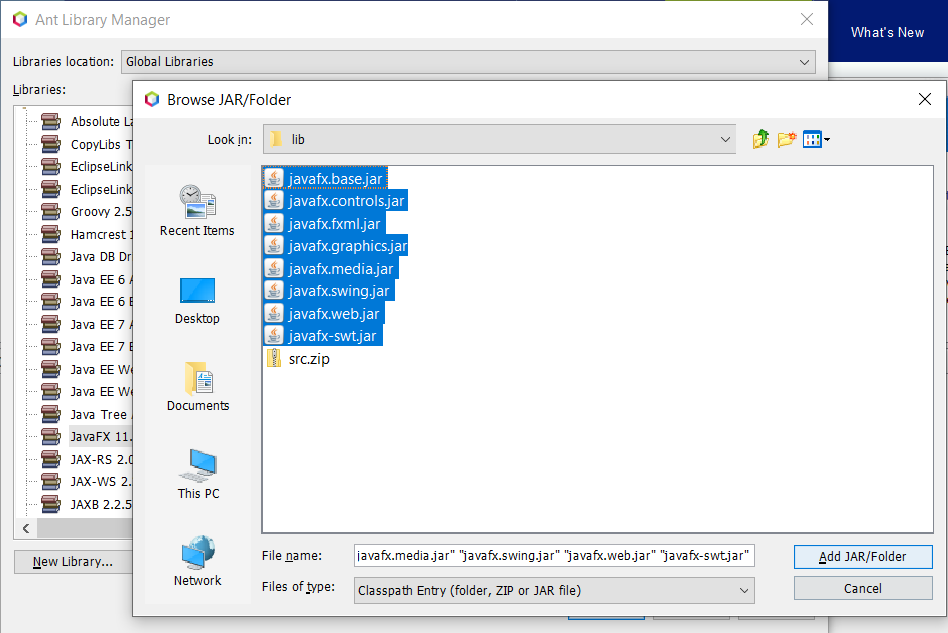 Ant Library Manager
What's New
Libraries location: Global Libraries
Libraries:
Browse JAR/Folder
Look in: lib
Absolute
CopyLibs
EclipseLink
EclipseLink
Groovy 2.5
Hamcrest
Java DB
Java EE 6
Java EE 6
Java EE 7
Java EE 7
Java EE
Java EE
Java Tree
JavaFX 11.
JAX-RS 2.0
JAX-WS 2.
JAXB 2.2.5
New Library...
Recent Items
Desktop
Documents
This PC
Network
javafx.base.jar
javafx.controls.jar
javafx.fxml.jar
javafx.graphics.jar
javafx.media.jar
javafx.swing.jar
javafx.web.jar
javafx-swt.jar
src.zip
File name: javafx.media.jar" "javafx.swing.jar" "javafx.web.jar" "javafx-swt.jar"
Add JAR/Folder
Files of type: Classpath Entry (folder, ZIP or JAR file)
Cancel